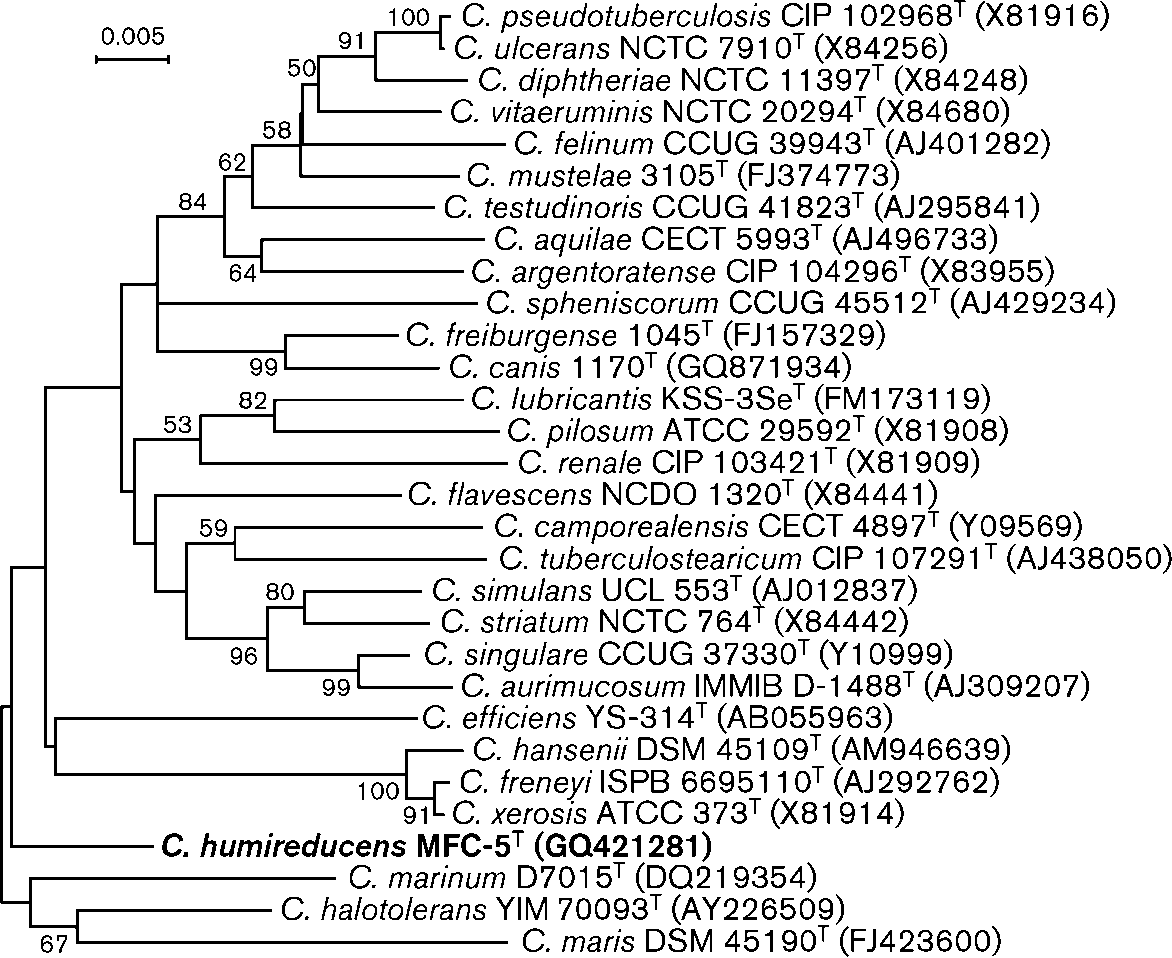 100 C. pseudotuberculosis CIP 102968T (X81916)
0.005
91 C. ulcerans NCTC 7910T (X84256)
50 C. diphtheriae NCTC 11397T (X84248)
C. vitaeruminis NCTC 20294T (X84680)
58 C. felinum CCUG 39943T (AJ401282)
62 C. mustelae 3105T (FJ374773)
84 C. testudinoris CCUG 41823T (AJ295841)
C. aquilae CECT 5993T (AJ496733)
64 C. argentoratense CIP 104296T (X83955)
C. spheniscorum CCUG 45512T (AJ429234)
C. freiburgense 1045T (FJ157329)
99 C. canis 1170T (GQ871934)
82 C. lubricantis KSS-3SeT (FM173119)
53 C. pilosum ATCC 29592T (X81908)
C. renale CIP 103421T (X81909)
C. flavescens NCDO 1320T (X84441)
59 C. camporealensis CECT 4897T (Y09569)
C. tuberculostearicum CIP 107291T (AJ438050)
80 C. simulans UCL 553T (AJ012837)
C. striatum NCTC 764T (X84442)
96 C. singulare CCUG 37330T (Y10999)
99 C. aurimucosum IMMIB D-1488T (AJ309207)
C. efficiens YS-314T (AB055963)
C. hansenii DSM 45109T (AM946639)
100 C. freneyi ISPB 6695110T (AJ292762)
91 C. xerosis ATCC 373T (X81914)
C. humireducens MFC-5T (GQ421281)
C. marinum D7015T (DQ219354)
C. halotolerans YIM 70093T (AY226509)
67 C. maris DSM 45190T (FJ423600)